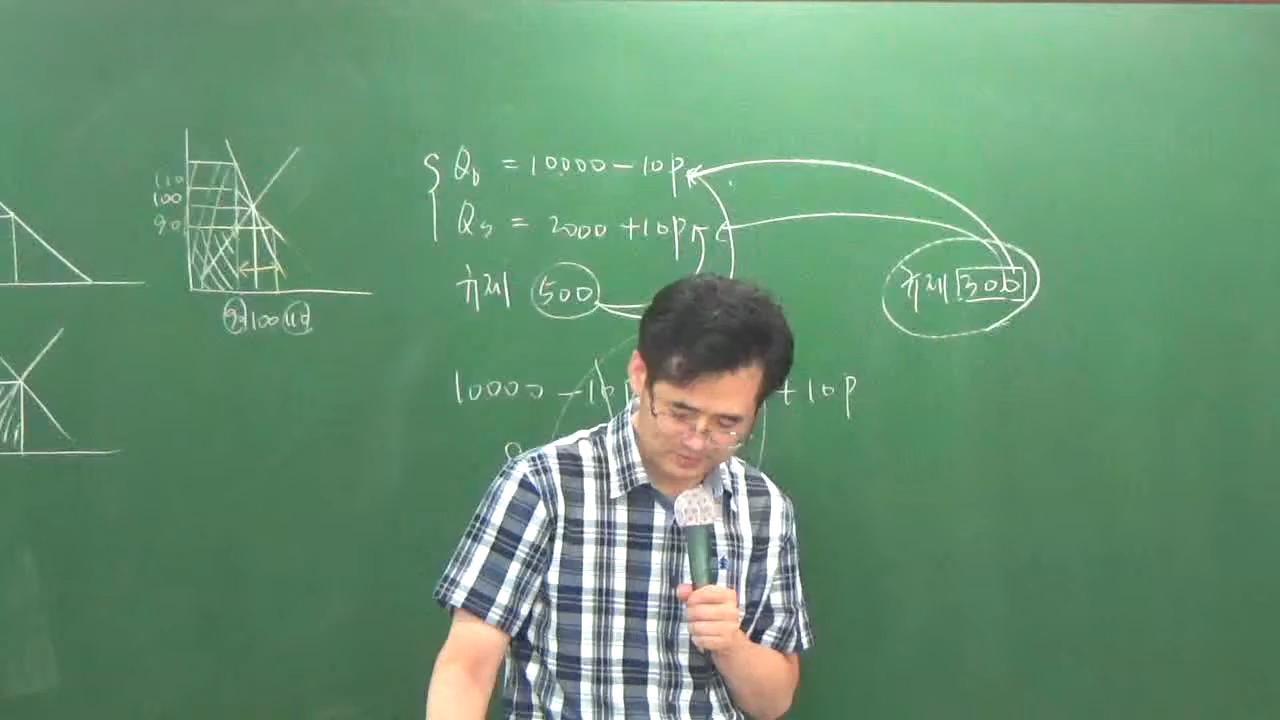 110
100
90
90 100 110
Q_D = 10000 - 10P
Q_S = 2000 + 10P
규제 500
규제 300
10000 - 10P + 10P